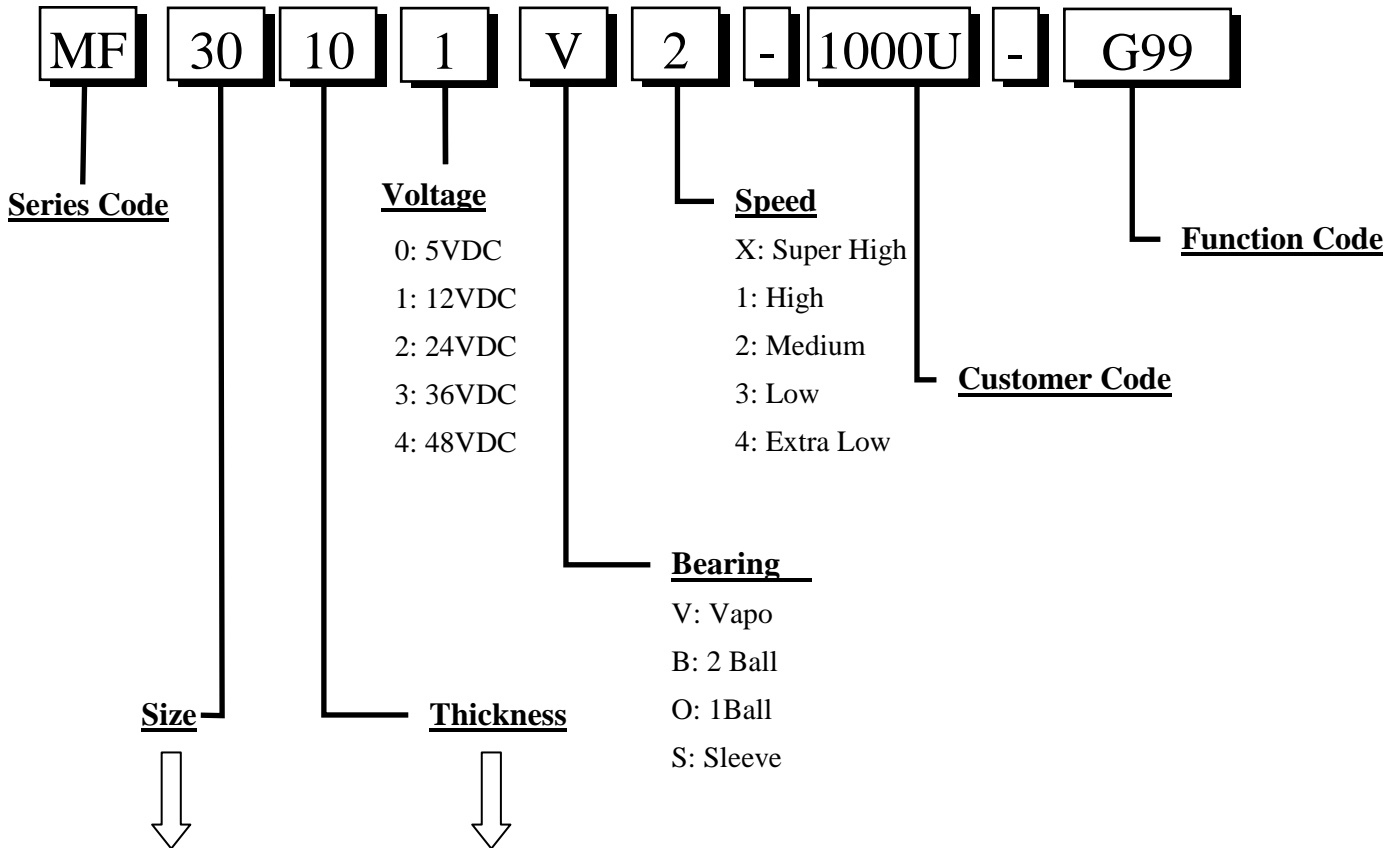 MF 30 10 1 V 2 - 1000U - G99
Series Code
Voltage
0: 5VDC
1: 12VDC
2: 24VDC
3: 36VDC
4: 48VDC
Speed
X: Super High
1: High
2: Medium
3: Low
4: Extra Low
Function Code
Customer Code
Bearing
V: Vapo
B: 2 Ball
O: 1Ball
S: Sleeve
Size
Thickness